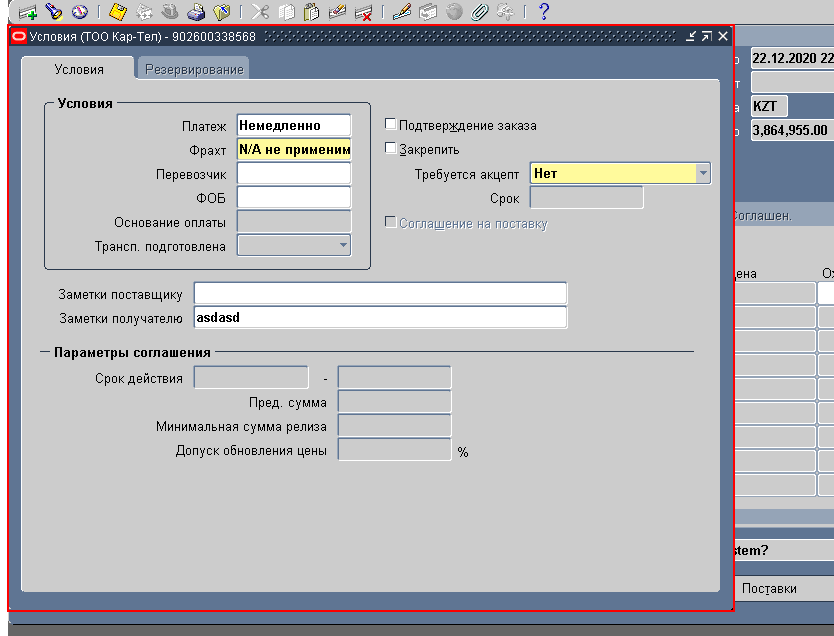 Условия (ТОО Кар-Тел) - 902600338568
22.12.2020 22
Условия
Резервирование
KZT
3,864,955.00
Условия
Платеж
Немедленно
Подтверждение заказа
Фрахт
N/A не применим
Закрепить
Перевозчик
Требуется акцепт
Нет
ФОБ
Срок
Основание оплаты
Соглашение на поставку
Соглашен.
Трансп. подготовлена
Заметки поставщику
Заметки получателю
asdasd
Параметры соглашения
Срок действия
-
Пред. сумма
Минимальная сумма релиза
Допуск обновления цены
%
stem?
Поставки